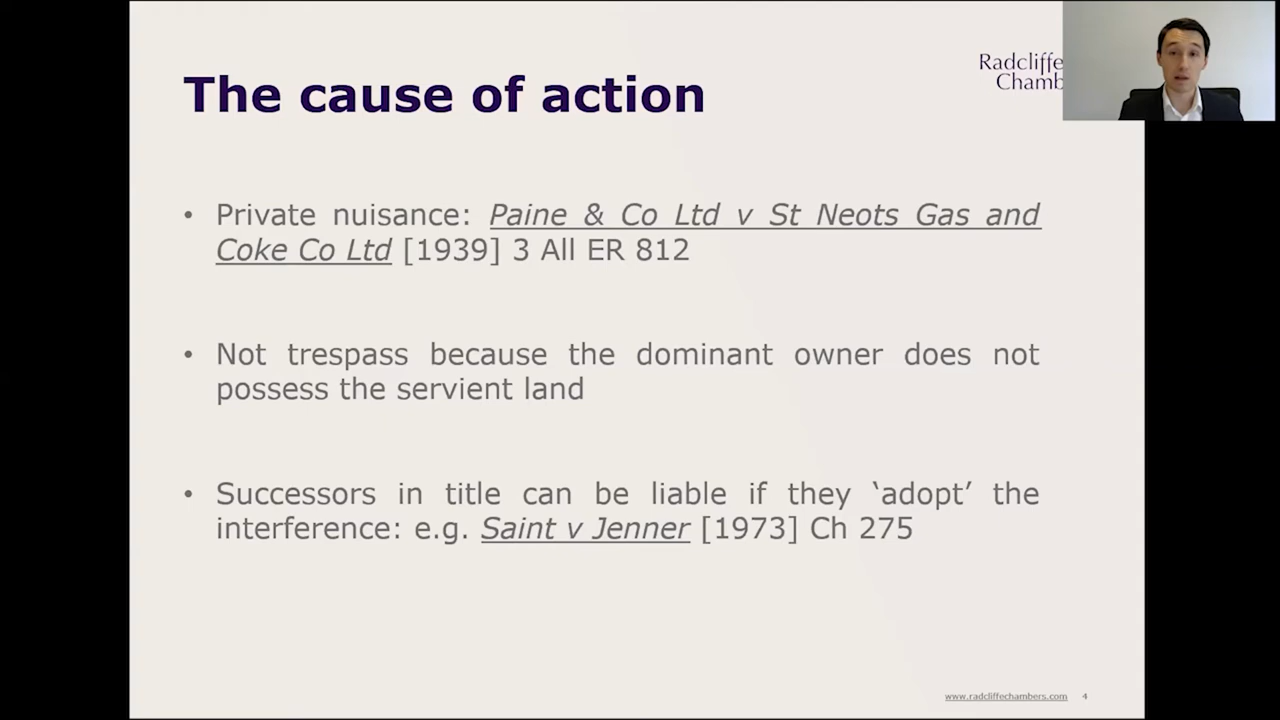 The cause of action
Radcliffe
Chamb
• Private nuisance: Paine & Co Ltd v St Neots Gas and
Coke Co Ltd [1939] 3 All ER 812
• Not trespass because the dominant owner does not
possess the servient land
• Successors in title can be liable if they ‘adopt’ the
interference: e.g. Saint v Jenner [1973] Ch 275
www.radcliffechambers.com 4